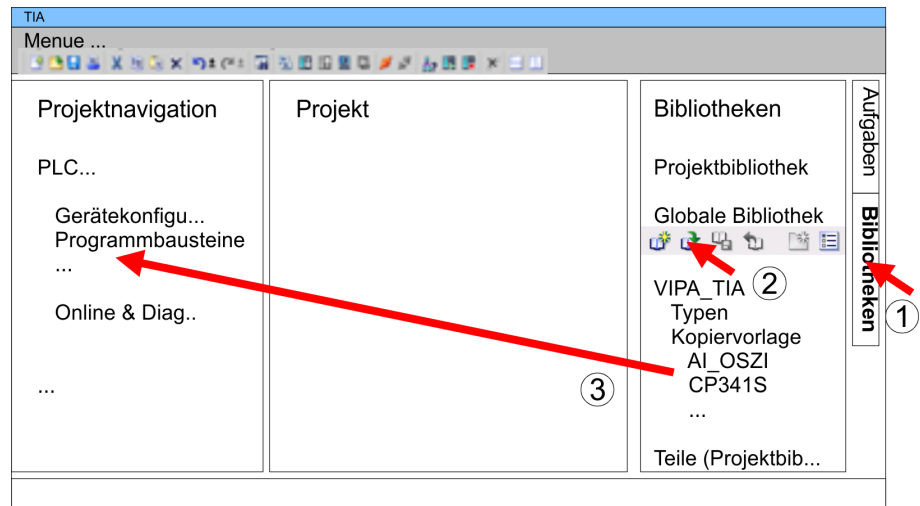 TIA
Menue ...
Projektnavigation
PLC...
Gerätekonfigu...
Programmbausteine
...
Online & Diag..
...
Projekt
3
Bibliotheken
Projektbibliothek
Globale Bibliothek
2
VIPA_TIA
Typen
Kopiervorlage
AI_OSZI
CP341S
...
Teile (Projektbib...
Aufgaben
Bibliotheken
1